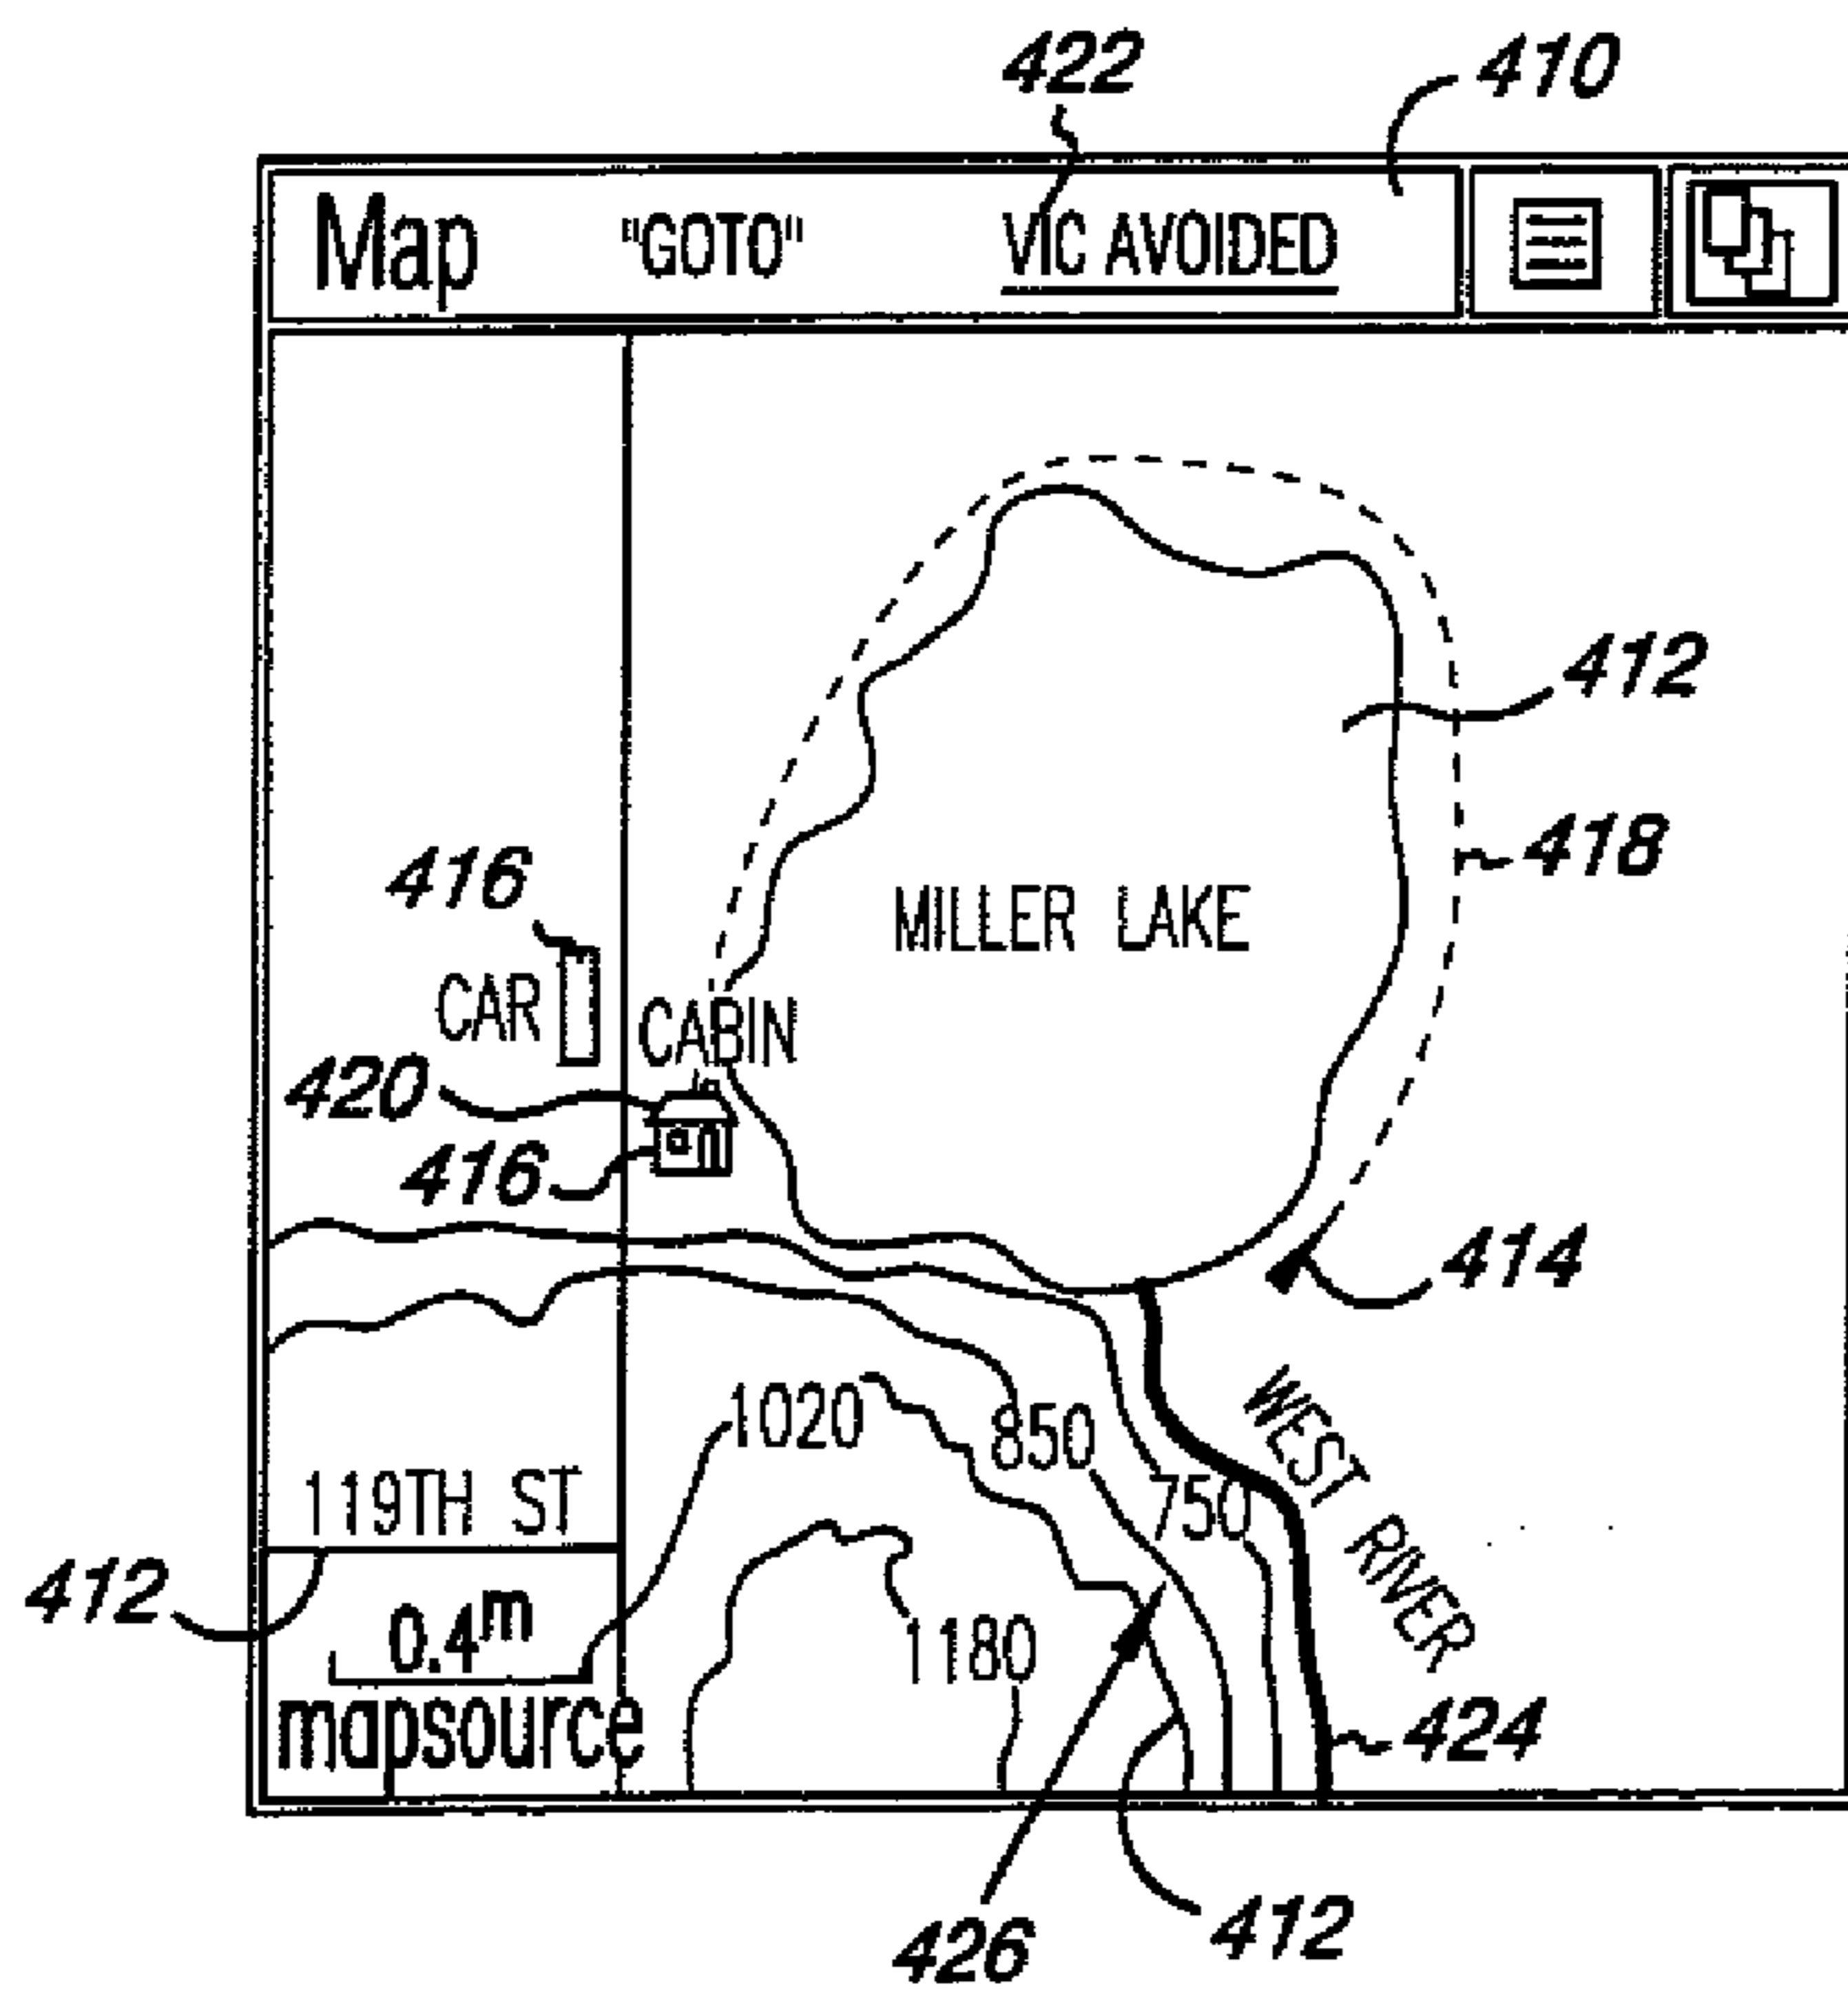 422 410
Map "GOTO" VIC AVOIDED
412
418
416
MILLER LAKE
CAR
CABIN
420
416
414
1020
850
WEST RIVER
119TH ST
750
412
0.4m
1180
mapsource
424
426
412